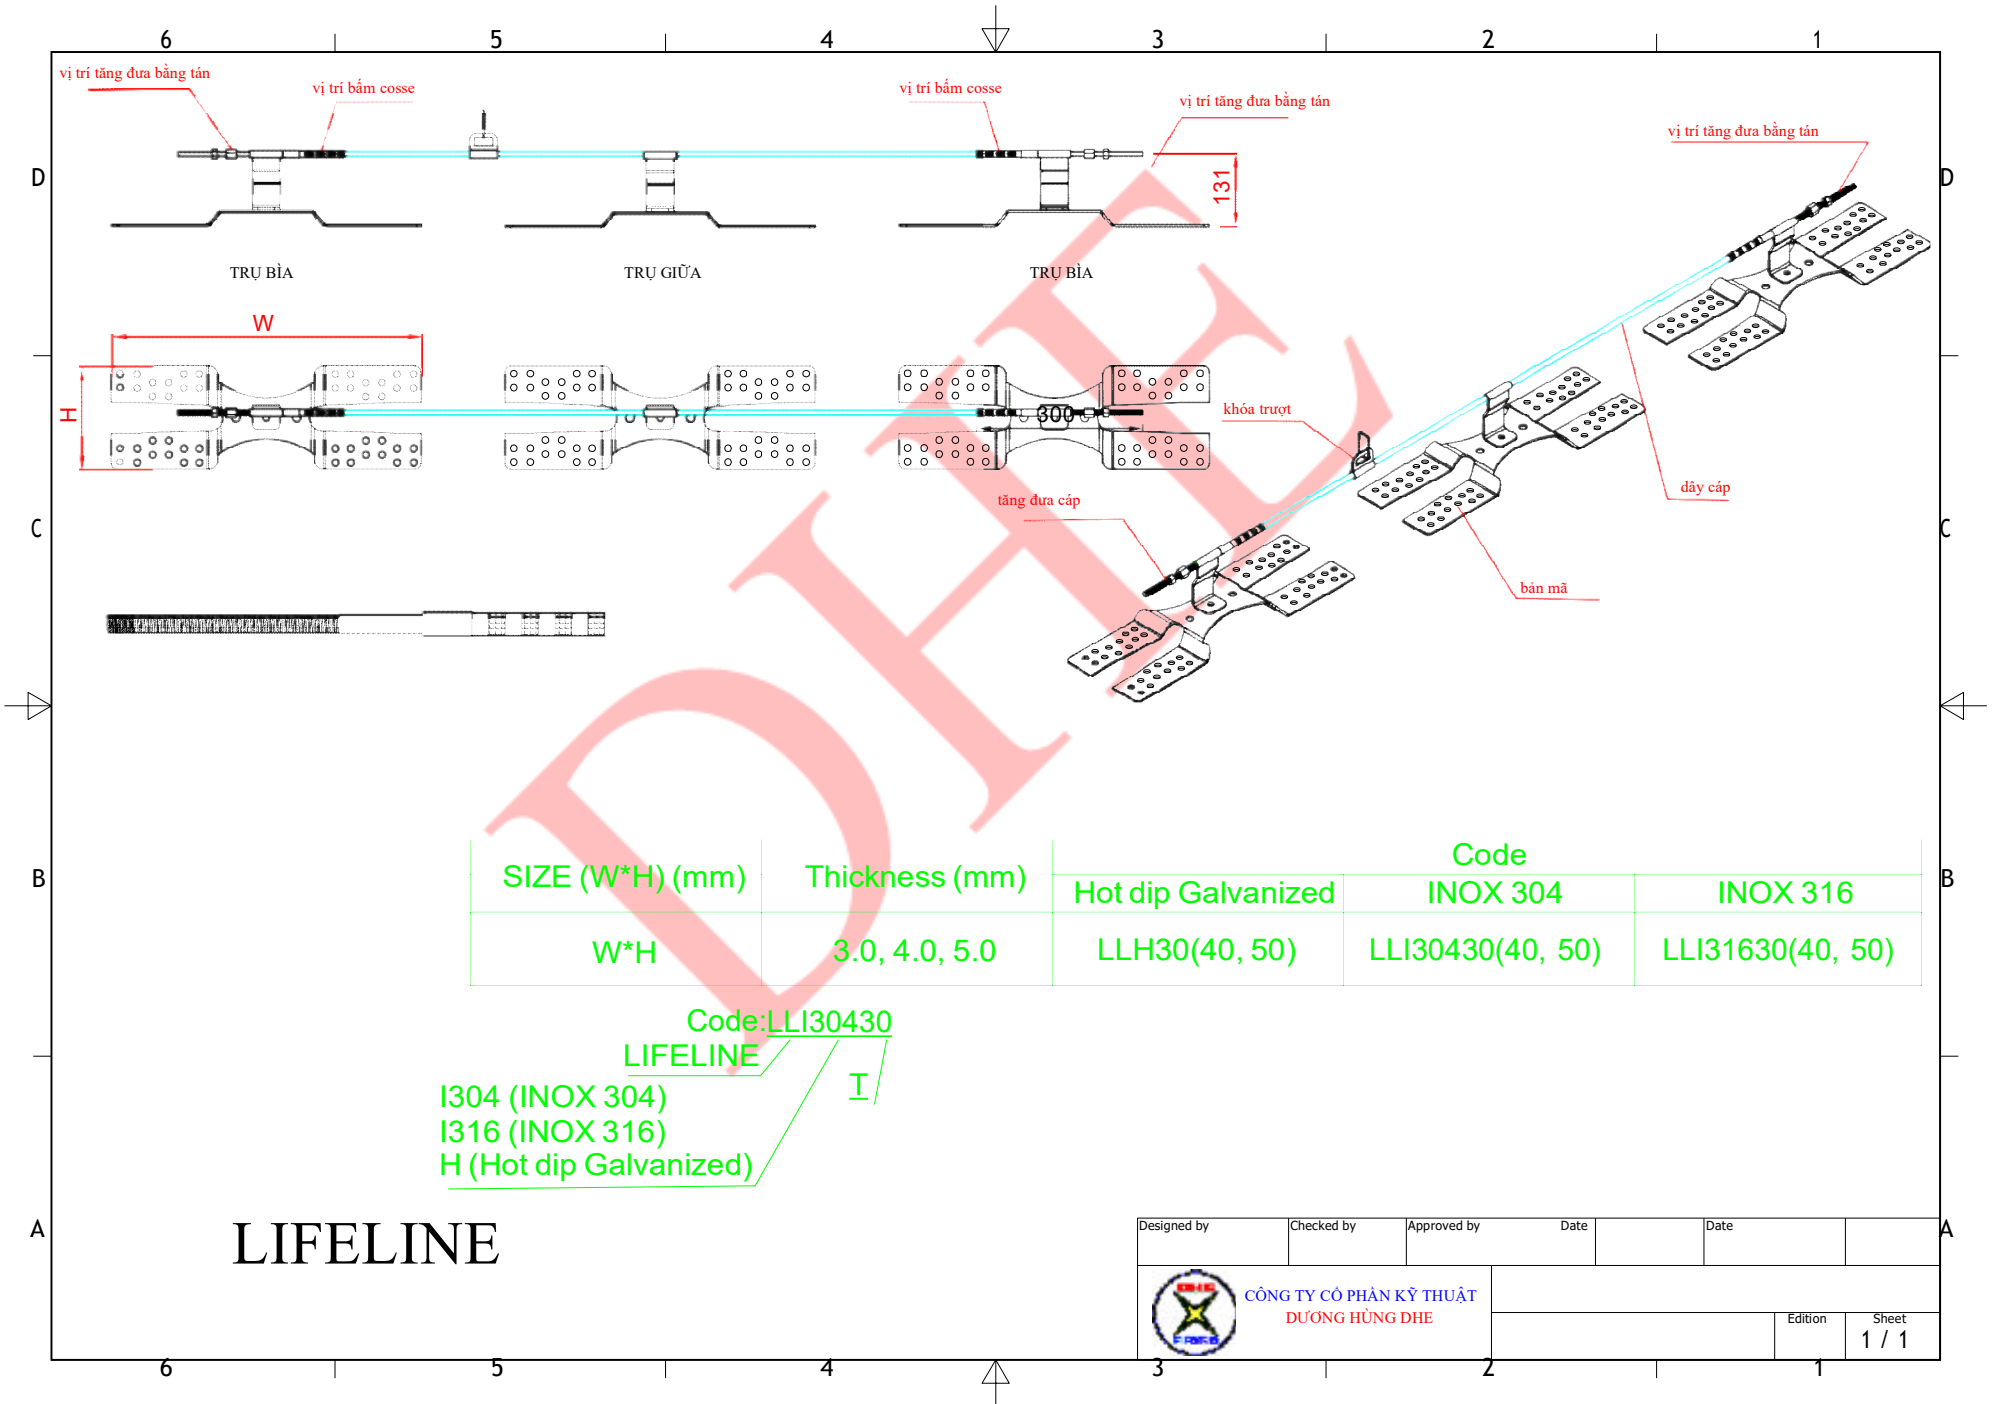 6 5 4 3 2 1
vị trí tăng đưa bằng tán
vị trí bấm cosse
vị trí bấm cosse
vị trí tăng đưa bằng tán
vị trí tăng đưa bằng tán
D D
131
TRỤ BÌA TRỤ GIỮA TRỤ BÌA
W
H
300
khóa trượt
dây cáp
tăng đưa cáp
C C
bản mã
DHE
B B
SIZE (W*H) (mm) Thickness (mm) Code
Hot dip Galvanized INOX 304 INOX 316
W*H 3.0, 4.0, 5.0 LLH30(40, 50) LLI30430(40, 50) LLI31630(40, 50)
Code:LLI30430
LIFELINE
T
I304 (INOX 304)
I316 (INOX 316)
H (Hot dip Galvanized)
A A
LIFELINE
Designed by Checked by Approved by Date Date
CÔNG TY CỔ PHẦN KỸ THUẬT
DƯƠNG HÙNG DHE
Edition Sheet
1 / 1
6 5 4 3 2 1